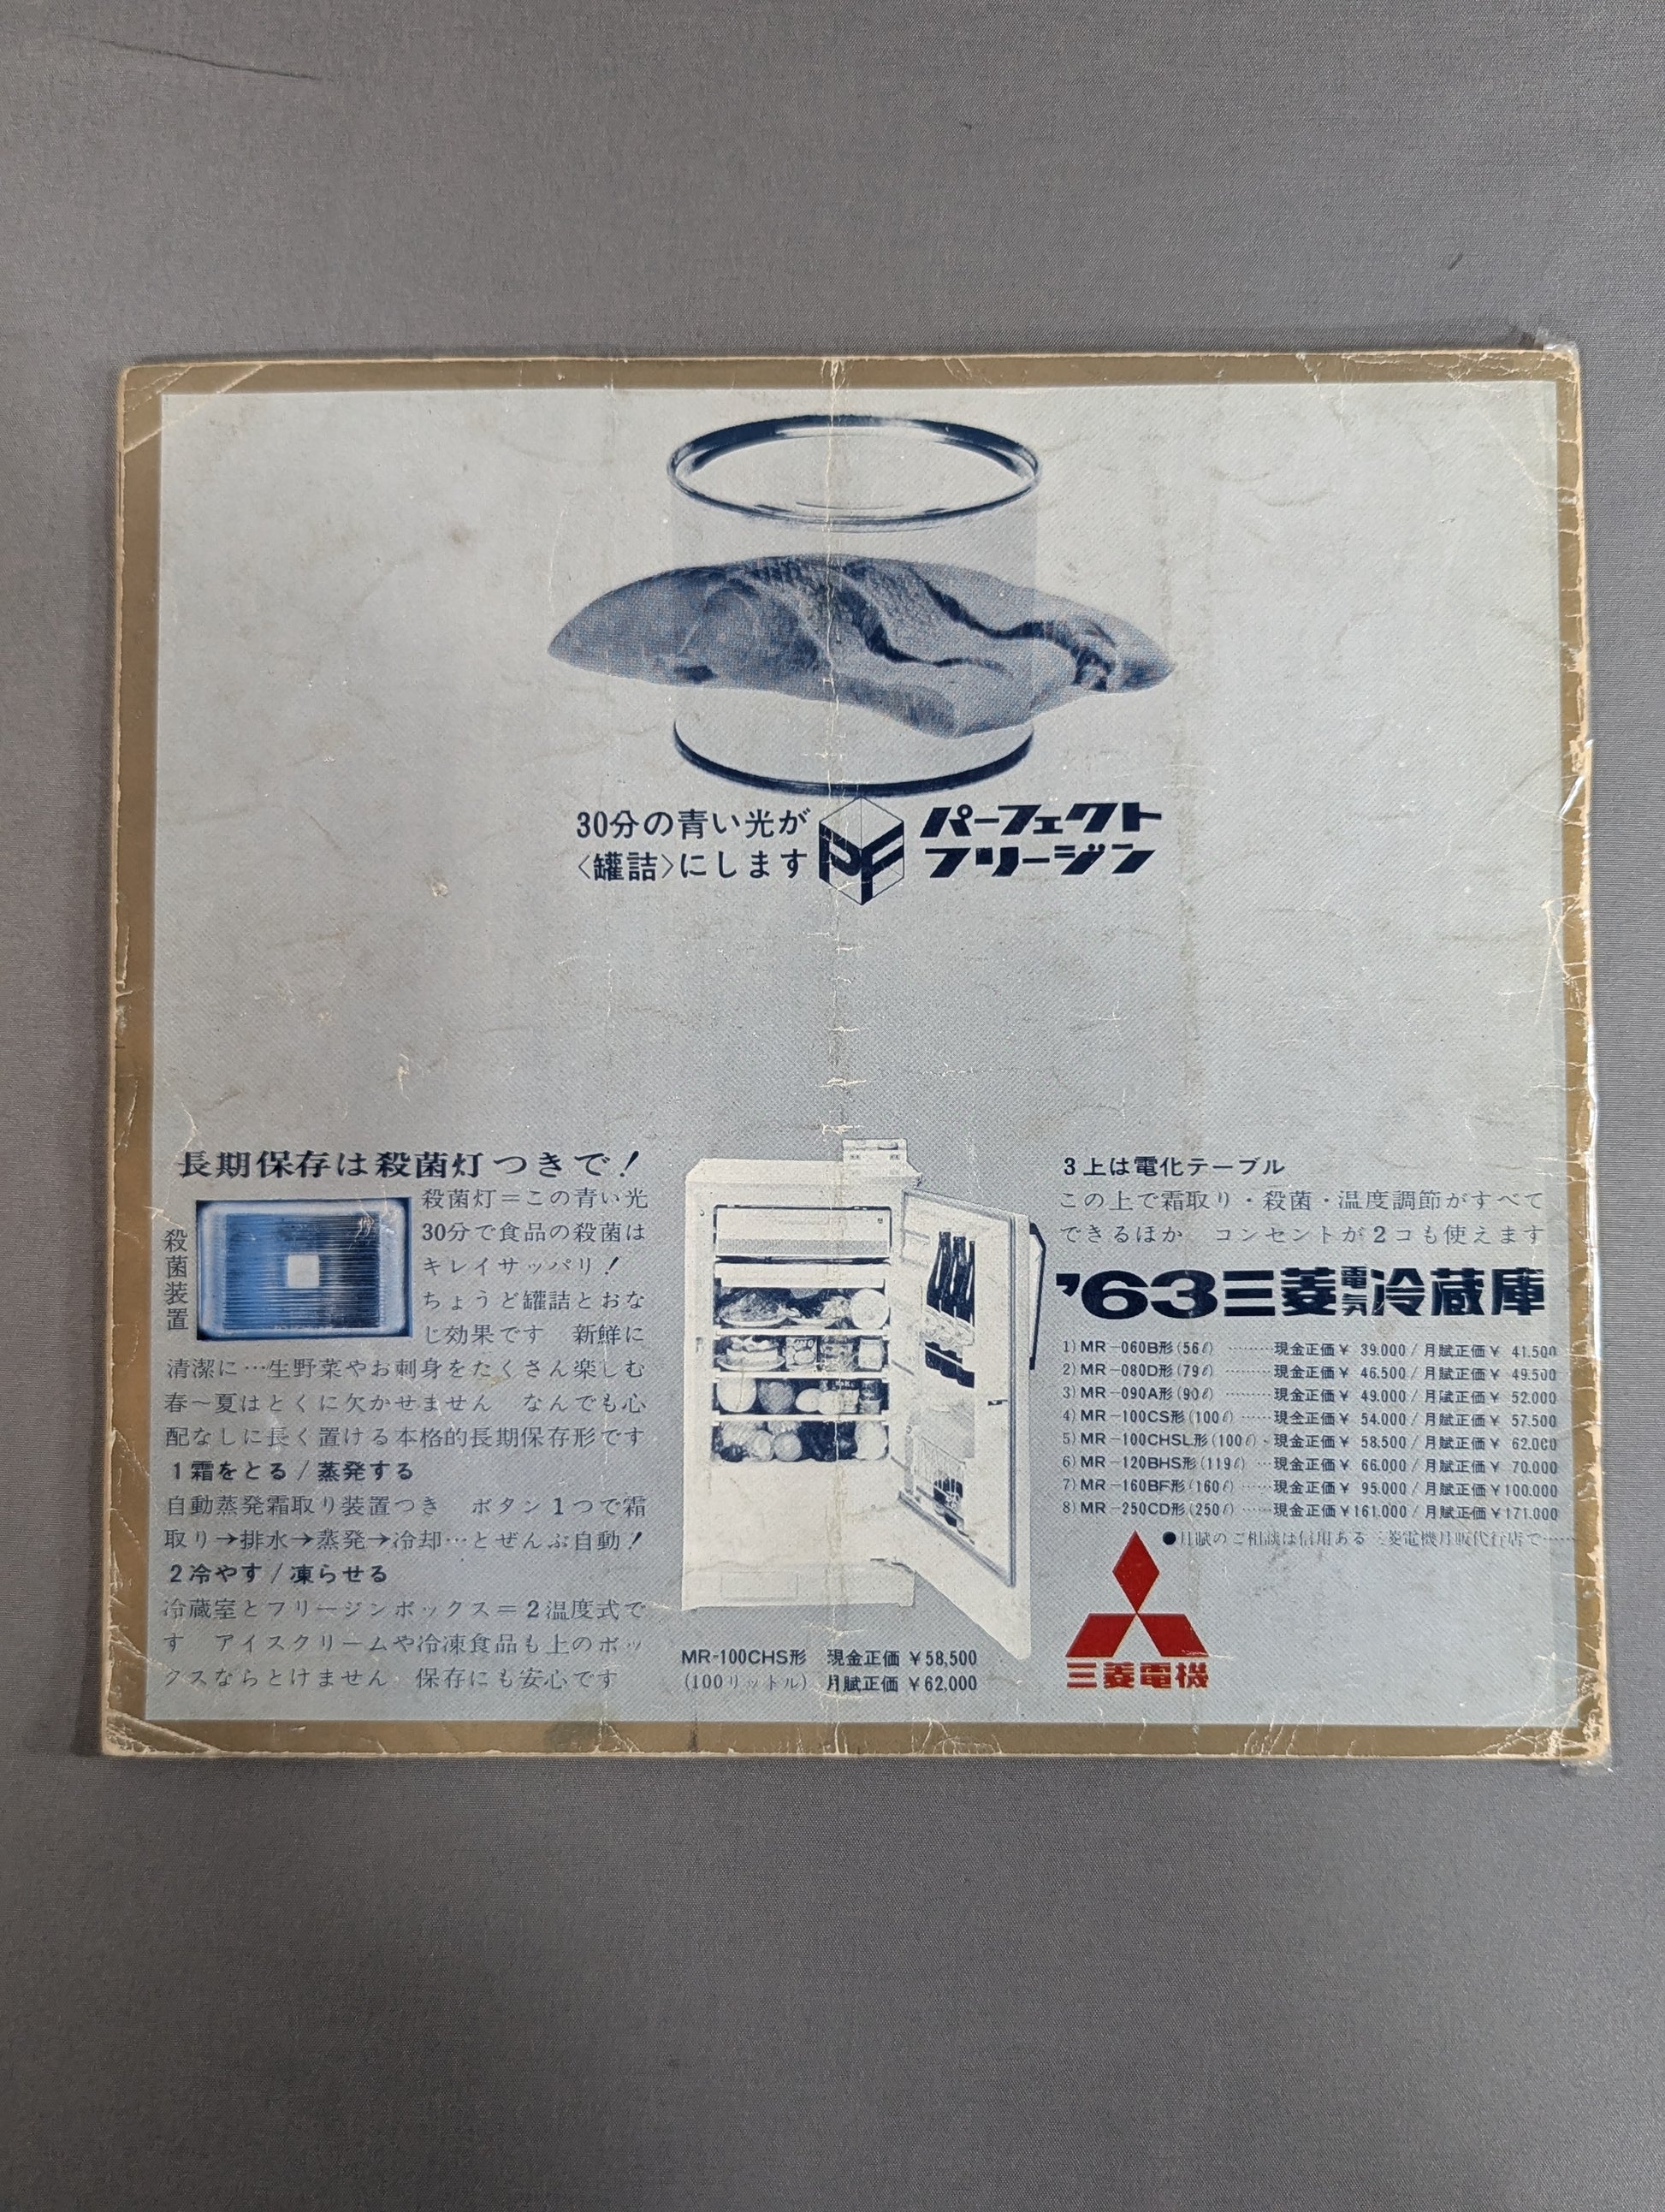 30分の青い光が
〈罐詰〉にします
PF
パーフェクト
フリージン
長期保存は殺菌灯つきで!
殺菌装置
殺菌灯=この青い光
30分で食品の殺菌は
キレイサッパリ!
ちょうど罐詰とおな
じ効果です 新鮮に
清潔に…生野菜やお刺身をたくさん楽しむ
春〜夏はとくに欠かせません なんでも心
配なしに長く置ける本格的長期保存形です
1霜をとる/蒸発する
自動蒸発霜取り装置つき ボタン1つで霜
取り→排水→蒸発→冷却…とぜんぶ自動!
2冷やす/凍らせる
冷蔵室とフリージンボックス=2温度式で
す アイスクリームや冷凍食品も上のボッ
クスならとけません 保存にも安心です
MR-100CHS形 現金正価 ¥58,500
(100リットル) 月賦正価 ¥62,000
3上は電化テーブル
この上で霜取り・殺菌・温度調節がすべて
できるほか コンセントが2コも使えます
'63三菱電気冷蔵庫
1)MR-060B形(56ℓ) ………現金正価¥ 39.000/月賦正価¥ 41.500
2)MR-080D形(79ℓ) ………現金正価¥ 46.500/月賦正価¥ 49.500
3)MR-090A形(90ℓ) ………現金正価¥ 49.000/月賦正価¥ 52.000
4)MR-100CS形(100ℓ) ……現金正価¥ 54.000/月賦正価¥ 57.500
5)MR-100CHSL形(100ℓ)‥現金正価¥ 58.500/月賦正価¥ 62.000
6)MR-120BHS形(119ℓ) …現金正価¥ 66.000/月賦正価¥ 70.000
7)MR-160BF形(160ℓ)……現金正価¥ 95.000/月賦正価¥100.000
8)MR-250CD形(250ℓ)……現金正価¥161.000/月賦正価¥171.000
●月賦のご相談は信用ある 三菱電機月販代行店で……
三菱電機